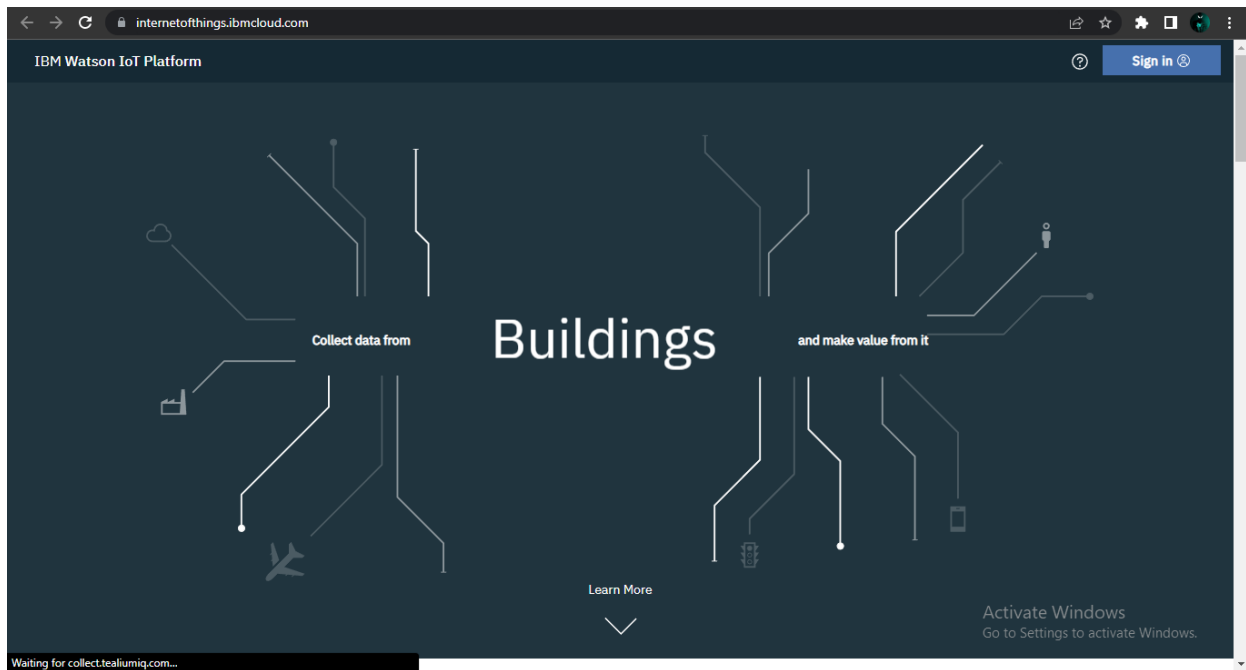 internetofthings.ibmcloud.com
IBM Watson IoT Platform
Sign in
Collect data from
Buildings
and make value from it
Learn More
Activate Windows
Go to Settings to activate Windows.
Waiting for collect.tealiumiq.com...